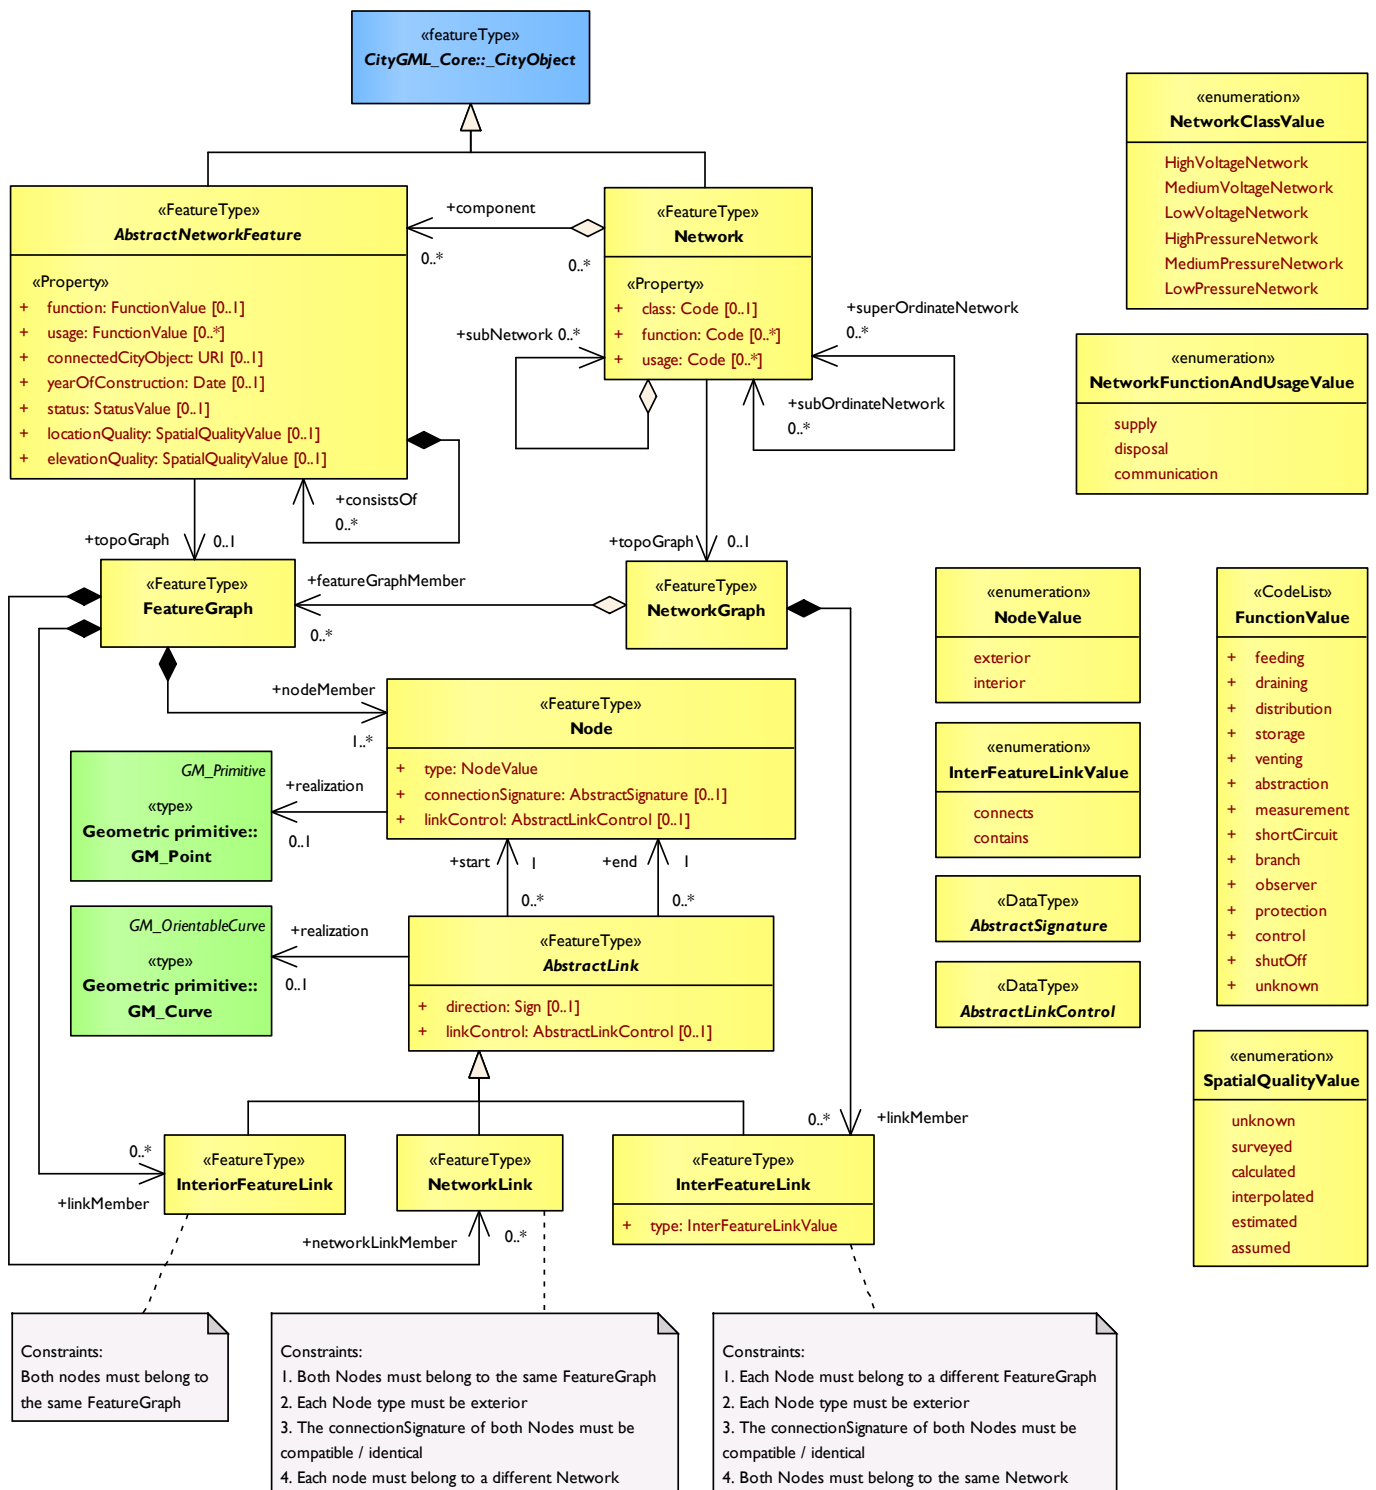 «featureType»
CityGML_Core::_CityObject
«enumeration»
NetworkClassValue
HighVoltageNetwork
MediumVoltageNetwork
LowVoltageNetwork
HighPressureNetwork
MediumPressureNetwork
LowPressureNetwork
«FeatureType»
AbstractNetworkFeature
«Property»
+ function: FunctionValue [0..1]
+ usage: FunctionValue [0..*]
+ connectedCityObject: URI [0..1]
+ yearOfConstruction: Date [0..1]
+ status: StatusValue [0..1]
+ locationQuality: SpatialQualityValue [0..1]
+ elevationQuality: SpatialQualityValue [0..1]
+component
0..*
0..*
«FeatureType»
Network
«Property»
+ class: Code [0..1]
+ function: Code [0..*]
+ usage: Code [0..*]
+subNetwork 0..*
+superOrdinateNetwork
0..*
+subOrdinateNetwork
0..*
«enumeration»
NetworkFunctionAndUsageValue
supply
disposal
communication
+consistsOf
0..*
+topoGraph
0..1
+topoGraph
0..1
«FeatureType»
FeatureGraph
+featureGraphMember
0..*
«FeatureType»
NetworkGraph
«enumeration»
NodeValue
exterior
interior
«CodeList»
FunctionValue
+ feeding
+ draining
+ distribution
+ storage
+ venting
+ abstraction
+ measurement
+ shortCircuit
+ branch
+ observer
+ protection
+ control
+ shutOff
+ unknown
+nodeMember
1..*
«FeatureType»
Node
+ type: NodeValue
+ connectionSignature: AbstractSignature [0..1]
+ linkControl: AbstractLinkControl [0..1]
«enumeration»
InterFeatureLinkValue
connects
contains
GM_Primitive
«type»
Geometric primitive::
GM_Point
+realization
0..1
+start
1
0..*
+end
1
0..*
«DataType»
AbstractSignature
GM_OrientableCurve
«type»
Geometric primitive::
GM_Curve
+realization
0..1
«FeatureType»
AbstractLink
+ direction: Sign [0..1]
+ linkControl: AbstractLinkControl [0..1]
«DataType»
AbstractLinkControl
«enumeration»
SpatialQualityValue
unknown
surveyed
calculated
interpolated
estimated
assumed
0..*
+linkMember
«FeatureType»
InteriorFeatureLink
«FeatureType»
NetworkLink
+networkLinkMember
0..*
0..*
+linkMember
«FeatureType»
InterFeatureLink
+ type: InterFeatureLinkValue
Constraints:
Both nodes must belong to
the same FeatureGraph
Constraints:
1. Both Nodes must belong to the same FeatureGraph
2. Each Node type must be exterior
3. The connectionSignature of both Nodes must be
compatible / identical
4. Each node must belong to a different Network
Constraints:
1. Each Node must belong to a different FeatureGraph
2. Each Node type must be exterior
3. The connectionSignature of both Nodes must be
compatible / identical
4. Both Nodes must belong to the same Network